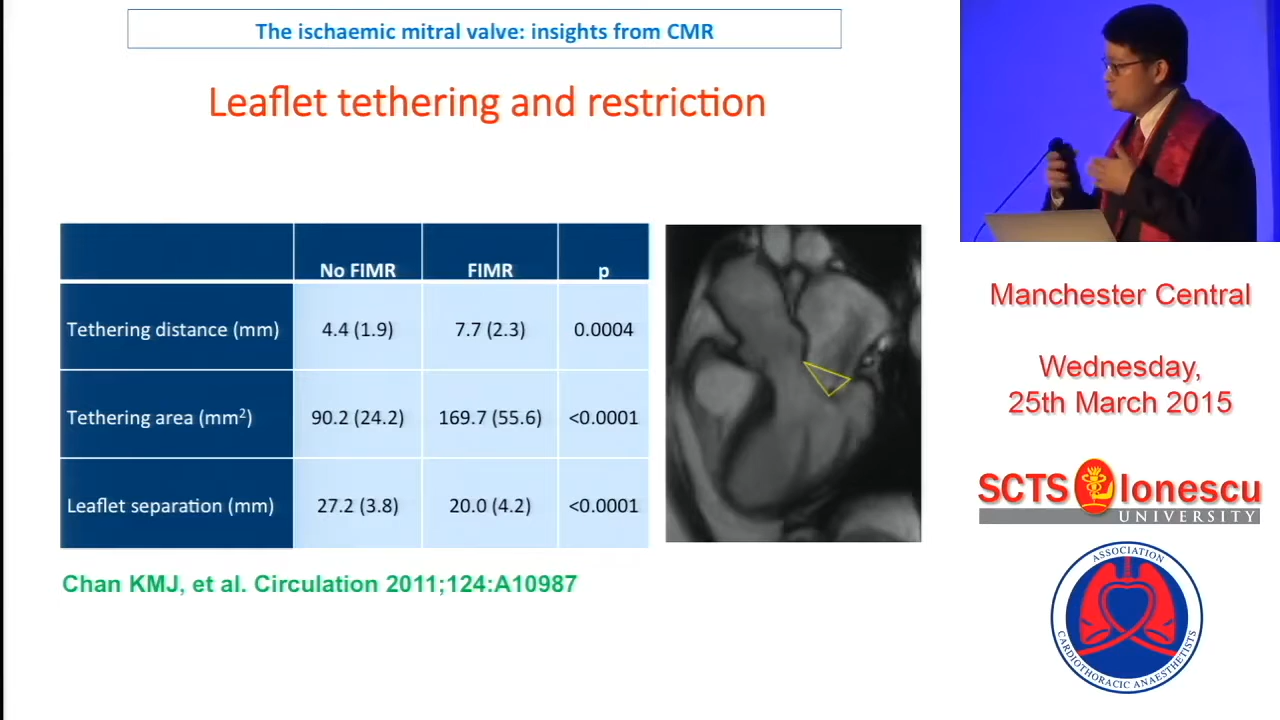 The ischaemic mitral valve: insights from CMR
Leaflet tethering and restriction
No FIMR FIMR p
Tethering distance (mm) 4.4 (1.9) 7.7 (2.3) 0.0004
Tethering area (mm²) 90.2 (24.2) 169.7 (55.6) <0.0001
Leaflet separation (mm) 27.2 (3.8) 20.0 (4.2) <0.0001
Chan KMJ, et al. Circulation 2011;124:A10987
Manchester Central
Wednesday,
25th March 2015
SCTS Ionescu
UNIVERSITY
ASSOCIATION
CARDIOTHORACIC ANAESTHETISTS